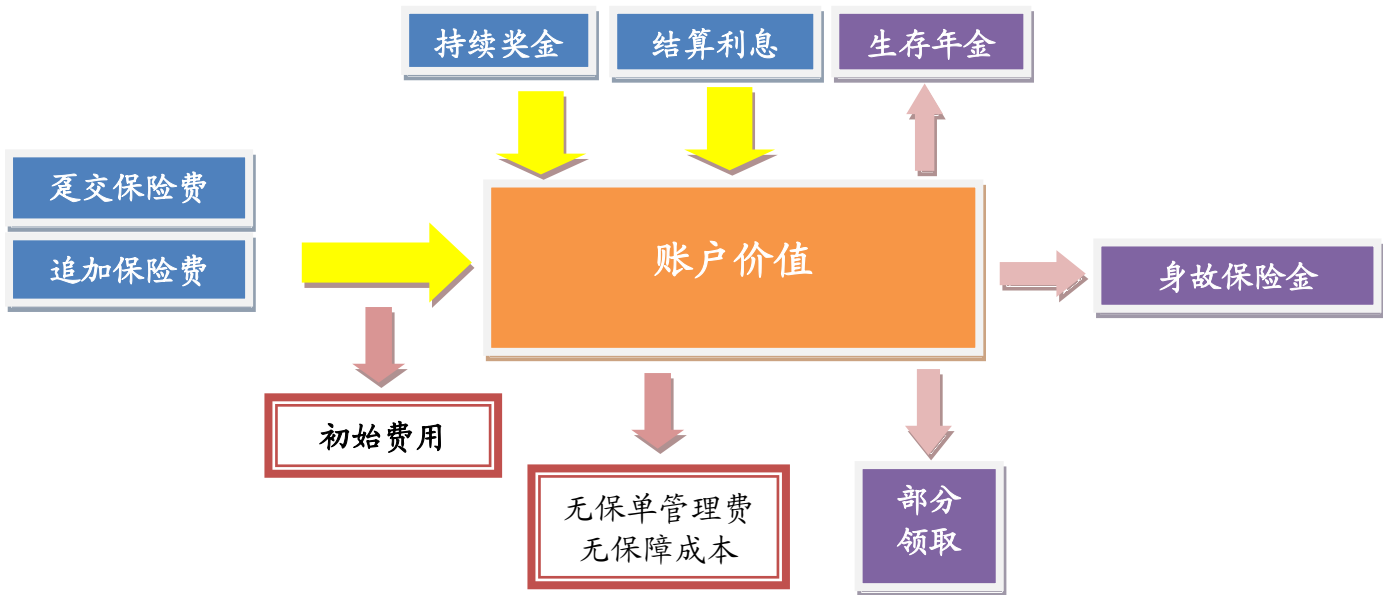 持续奖金
结算利息
生存年金
趸交保险费
追加保险费
账户价值
身故保险金
初始费用
无保单管理费
无保障成本
部分
领取